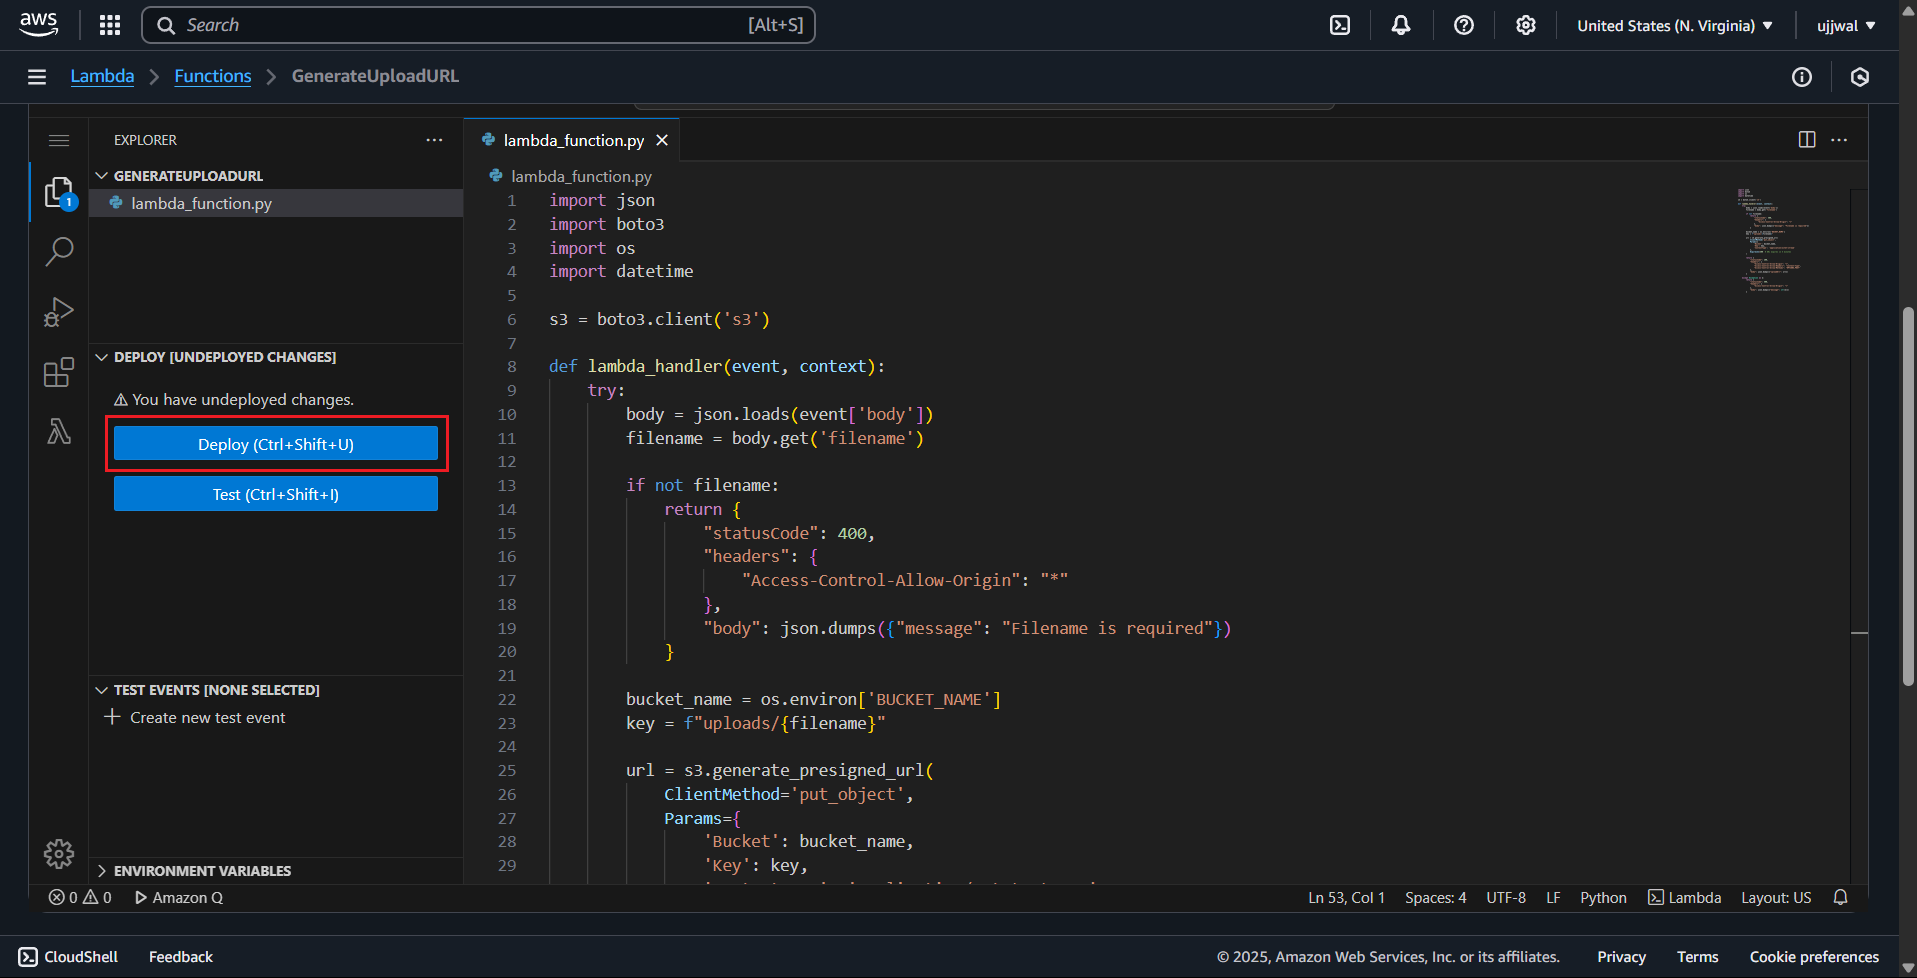 aws
Search
[Alt+S]
United States (N. Virginia)
ujjwal
Lambda
Functions
GenerateUploadURL
EXPLORER
GENERATEUPLOADURL
lambda_function.py
1
DEPLOY [UNDEPLOYED CHANGES]
You have undeployed changes.
Deploy (Ctrl+Shift+U)
Test (Ctrl+Shift+I)
TEST EVENTS [NONE SELECTED]
Create new test event
ENVIRONMENT VARIABLES
lambda_function.py
lambda_function.py
1 import json
2 import boto3
3 import os
4 import datetime
5
6 s3 = boto3.client('s3')
7
8 def lambda_handler(event, context):
9 try:
10 body = json.loads(event['body'])
11 filename = body.get('filename')
12
13 if not filename:
14 return {
15 "statusCode": 400,
16 "headers": {
17 "Access-Control-Allow-Origin": "*"
18 },
19 "body": json.dumps({"message": "Filename is required"})
20 }
21
22 bucket_name = os.environ['BUCKET_NAME']
23 key = f"uploads/{filename}"
24
25 url = s3.generate_presigned_url(
26 ClientMethod='put_object',
27 Params={
28 'Bucket': bucket_name,
29 'Key': key,
0 0 Amazon Q
Ln 53, Col 1 Spaces: 4 UTF-8 LF Python Lambda Layout: US
CloudShell Feedback
© 2025, Amazon Web Services, Inc. or its affiliates. Privacy Terms Cookie preferences